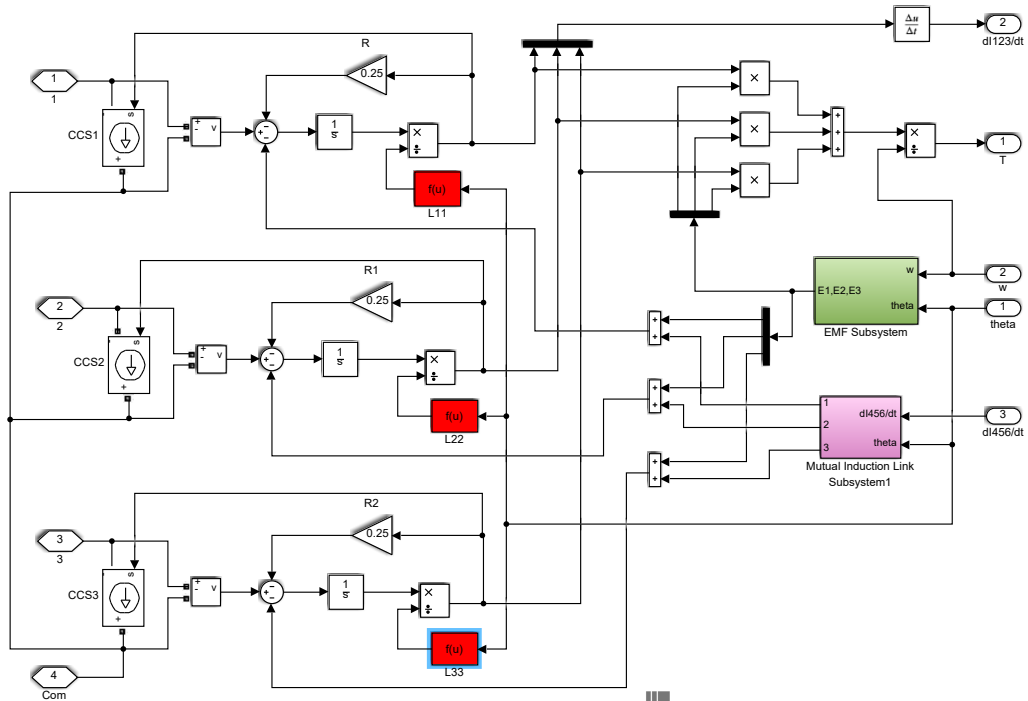 Δu
Δt
2
dI123/dt
R
0.25
1
1
s
CCS1
+
+
-
v
+
-
-
1
s
×
÷
f(u)
L11
×
×
×
+
+
+
×
÷
1
T
R1
0.25
2
2
s
CCS2
+
+
-
v
+
-
-
1
s
×
÷
f(u)
L22
w
E1,E2,E3
theta
EMF Subsystem
2
w
1
theta
+
+
+
+
+
+
1
2
3
dI456/dt
theta
Mutual Induction Link
Subsystem1
3
dI456/dt
R2
0.25
3
3
s
CCS3
+
+
-
v
+
-
-
1
s
×
÷
f(u)
L33
4
Com